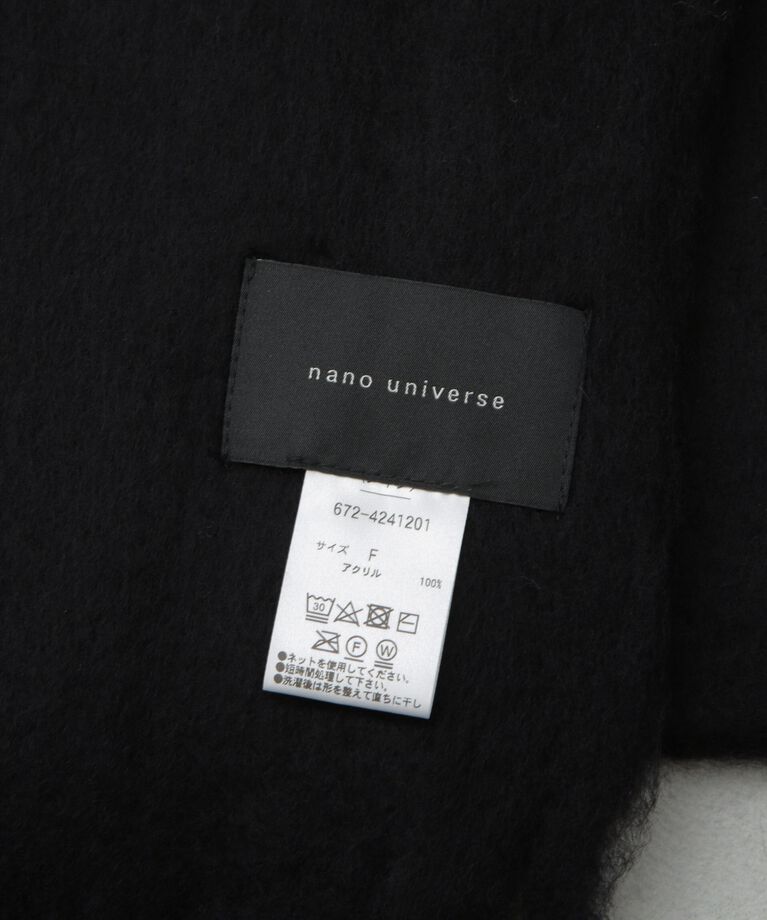 nano universe
672-4241201
サイズ F
アクリル 100%
30
F W
●ネットを使用してください。
●短時間処理して下さい。
●洗濯後は形を整えて直ちに干し